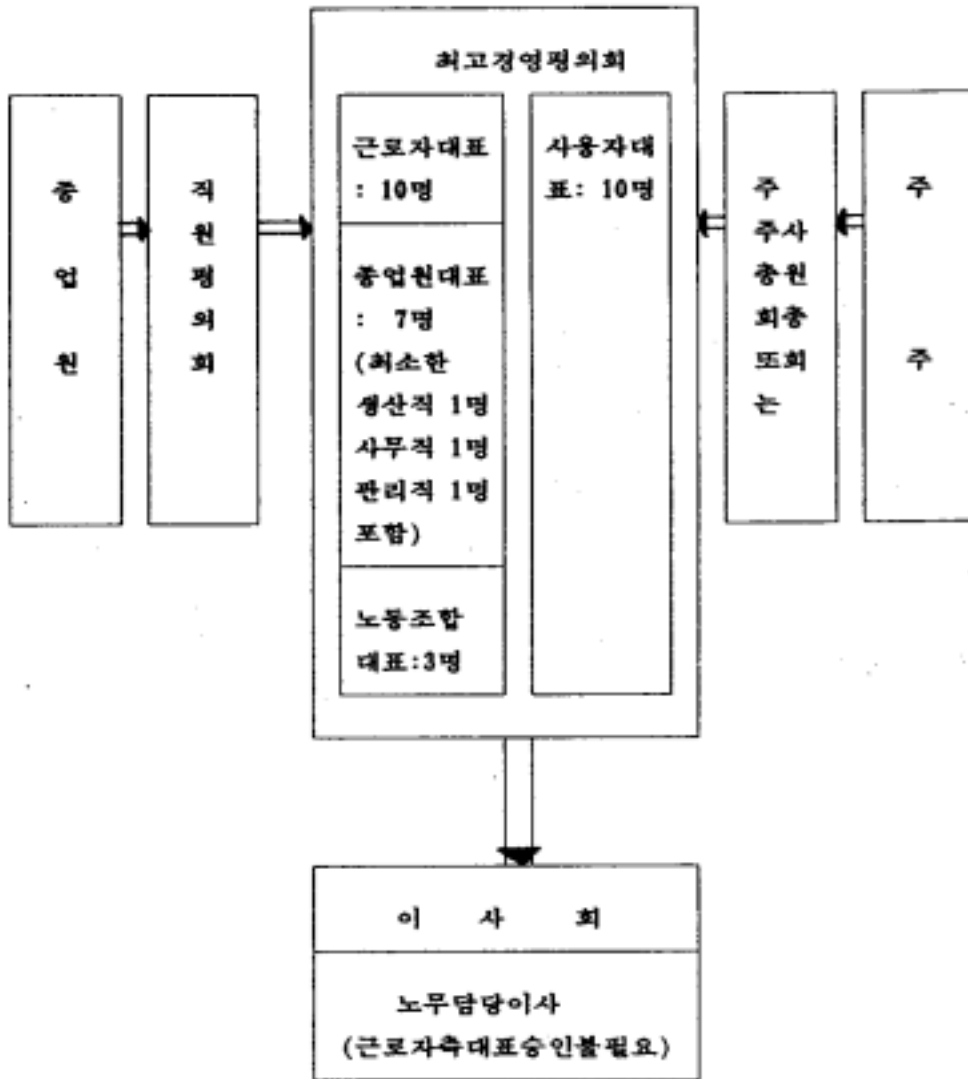 최고경영평의회
종
업
원
직
원
평
의
회
근로자대표
: 10명
종업원대표
: 7명
(최소한
생산직 1명
사무직 1명
관리직 1명
포함)
노동조합
대표:3명
사용자대
표: 10명
주
주사
총원
회총
또회
는
주
주
이 사 회
노무담당이사
(근로자측대표승인불필요)